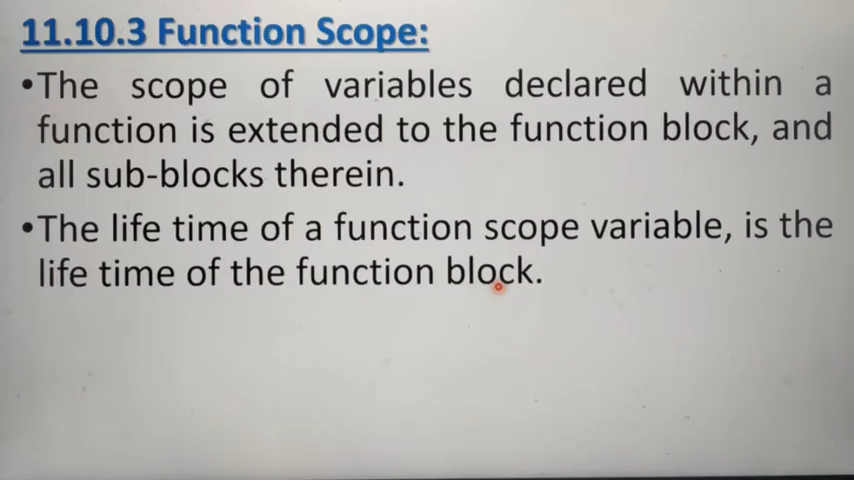 11.10.3 Function Scope:
•The scope of variables declared within a
function is extended to the function block, and
all sub-blocks therein.
•The life time of a function scope variable, is the
life time of the function block.